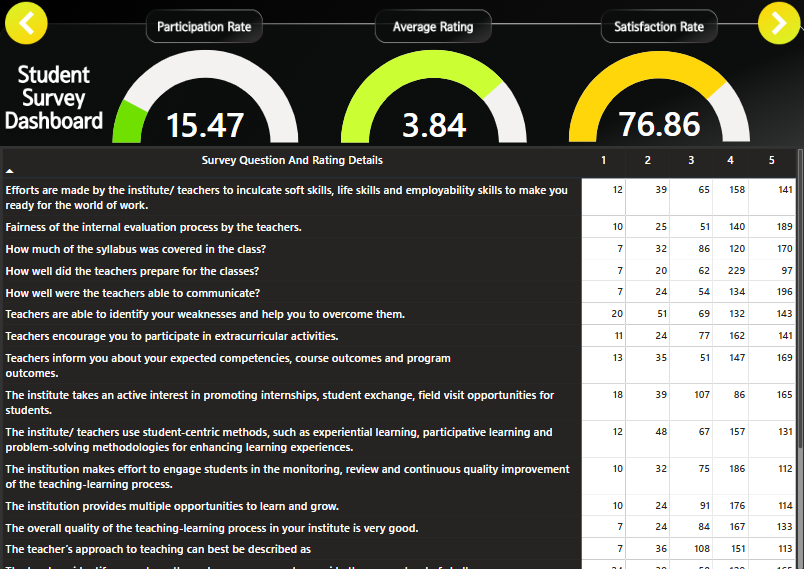 Participation Rate
Average Rating
Satisfaction Rate
Student
Survey
Dashboard
15.47
3.84
76.86
Survey Question And Rating Details 1 2 3 4 5
Efforts are made by the institute/ teachers to inculcate soft skills, life skills and employability skills to make you 12 39 65 158 141
ready for the world of work.
Fairness of the internal evaluation process by the teachers. 10 25 51 140 189
How much of the syllabus was covered in the class? 7 32 86 120 170
How well did the teachers prepare for the classes? 7 20 62 229 97
How well were the teachers able to communicate? 7 24 54 134 196
Teachers are able to identify your weaknesses and help you to overcome them. 20 51 69 132 143
Teachers encourage you to participate in extracurricular activities. 11 24 77 162 141
Teachers inform you about your expected competencies, course outcomes and program 13 35 51 147 169
outcomes.
The institute takes an active interest in promoting internships, student exchange, field visit opportunities for 18 39 107 86 165
students.
The institute/ teachers use student-centric methods, such as experiential learning, participative learning and 12 48 67 157 131
problem-solving methodologies for enhancing learning experiences.
The institution makes effort to engage students in the monitoring, review and continuous quality improvement 10 32 75 186 112
of the teaching-learning process.
The institution provides multiple opportunities to learn and grow. 10 24 91 176 114
The overall quality of the teaching-learning process in your institute is very good. 7 24 84 167 133
The teacher's approach to teaching can best be described as 7 36 108 151 113